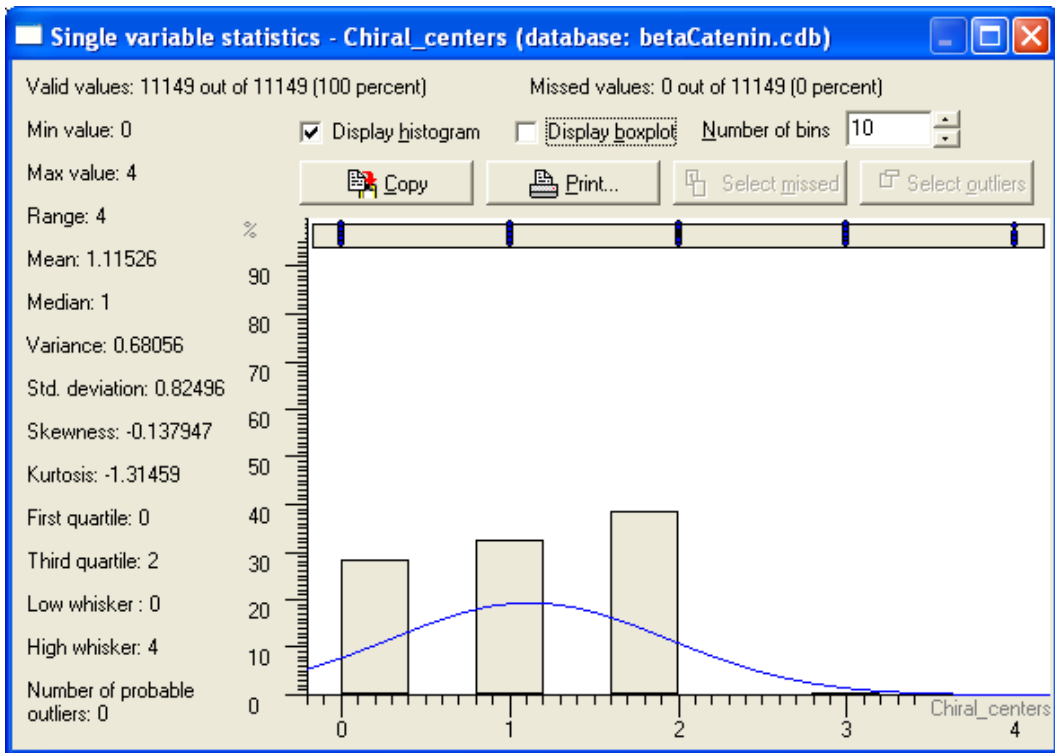 Single variable statistics - Chiral_centers (database: betaCatenin.cdb)
Valid values: 11149 out of 11149 (100 percent)
Missed values: 0 out of 11149 (0 percent)
Min value: 0
Display histogram
Display boxplot
Number of bins
10
Max value: 4
Copy
Print...
Select missed
Select outliers
Range: 4
Mean: 1.11526
Median: 1
Variance: 0.68056
Std. deviation: 0.82496
Skewness: -0.137947
Kurtosis: -1.31459
First quartile: 0
Third quartile: 2
Low whisker : 0
High whisker: 4
Number of probable
outliers: 0
%
90
80
70
60
50
40
30
20
10
0
0
1
2
3
4
Chiral_centers